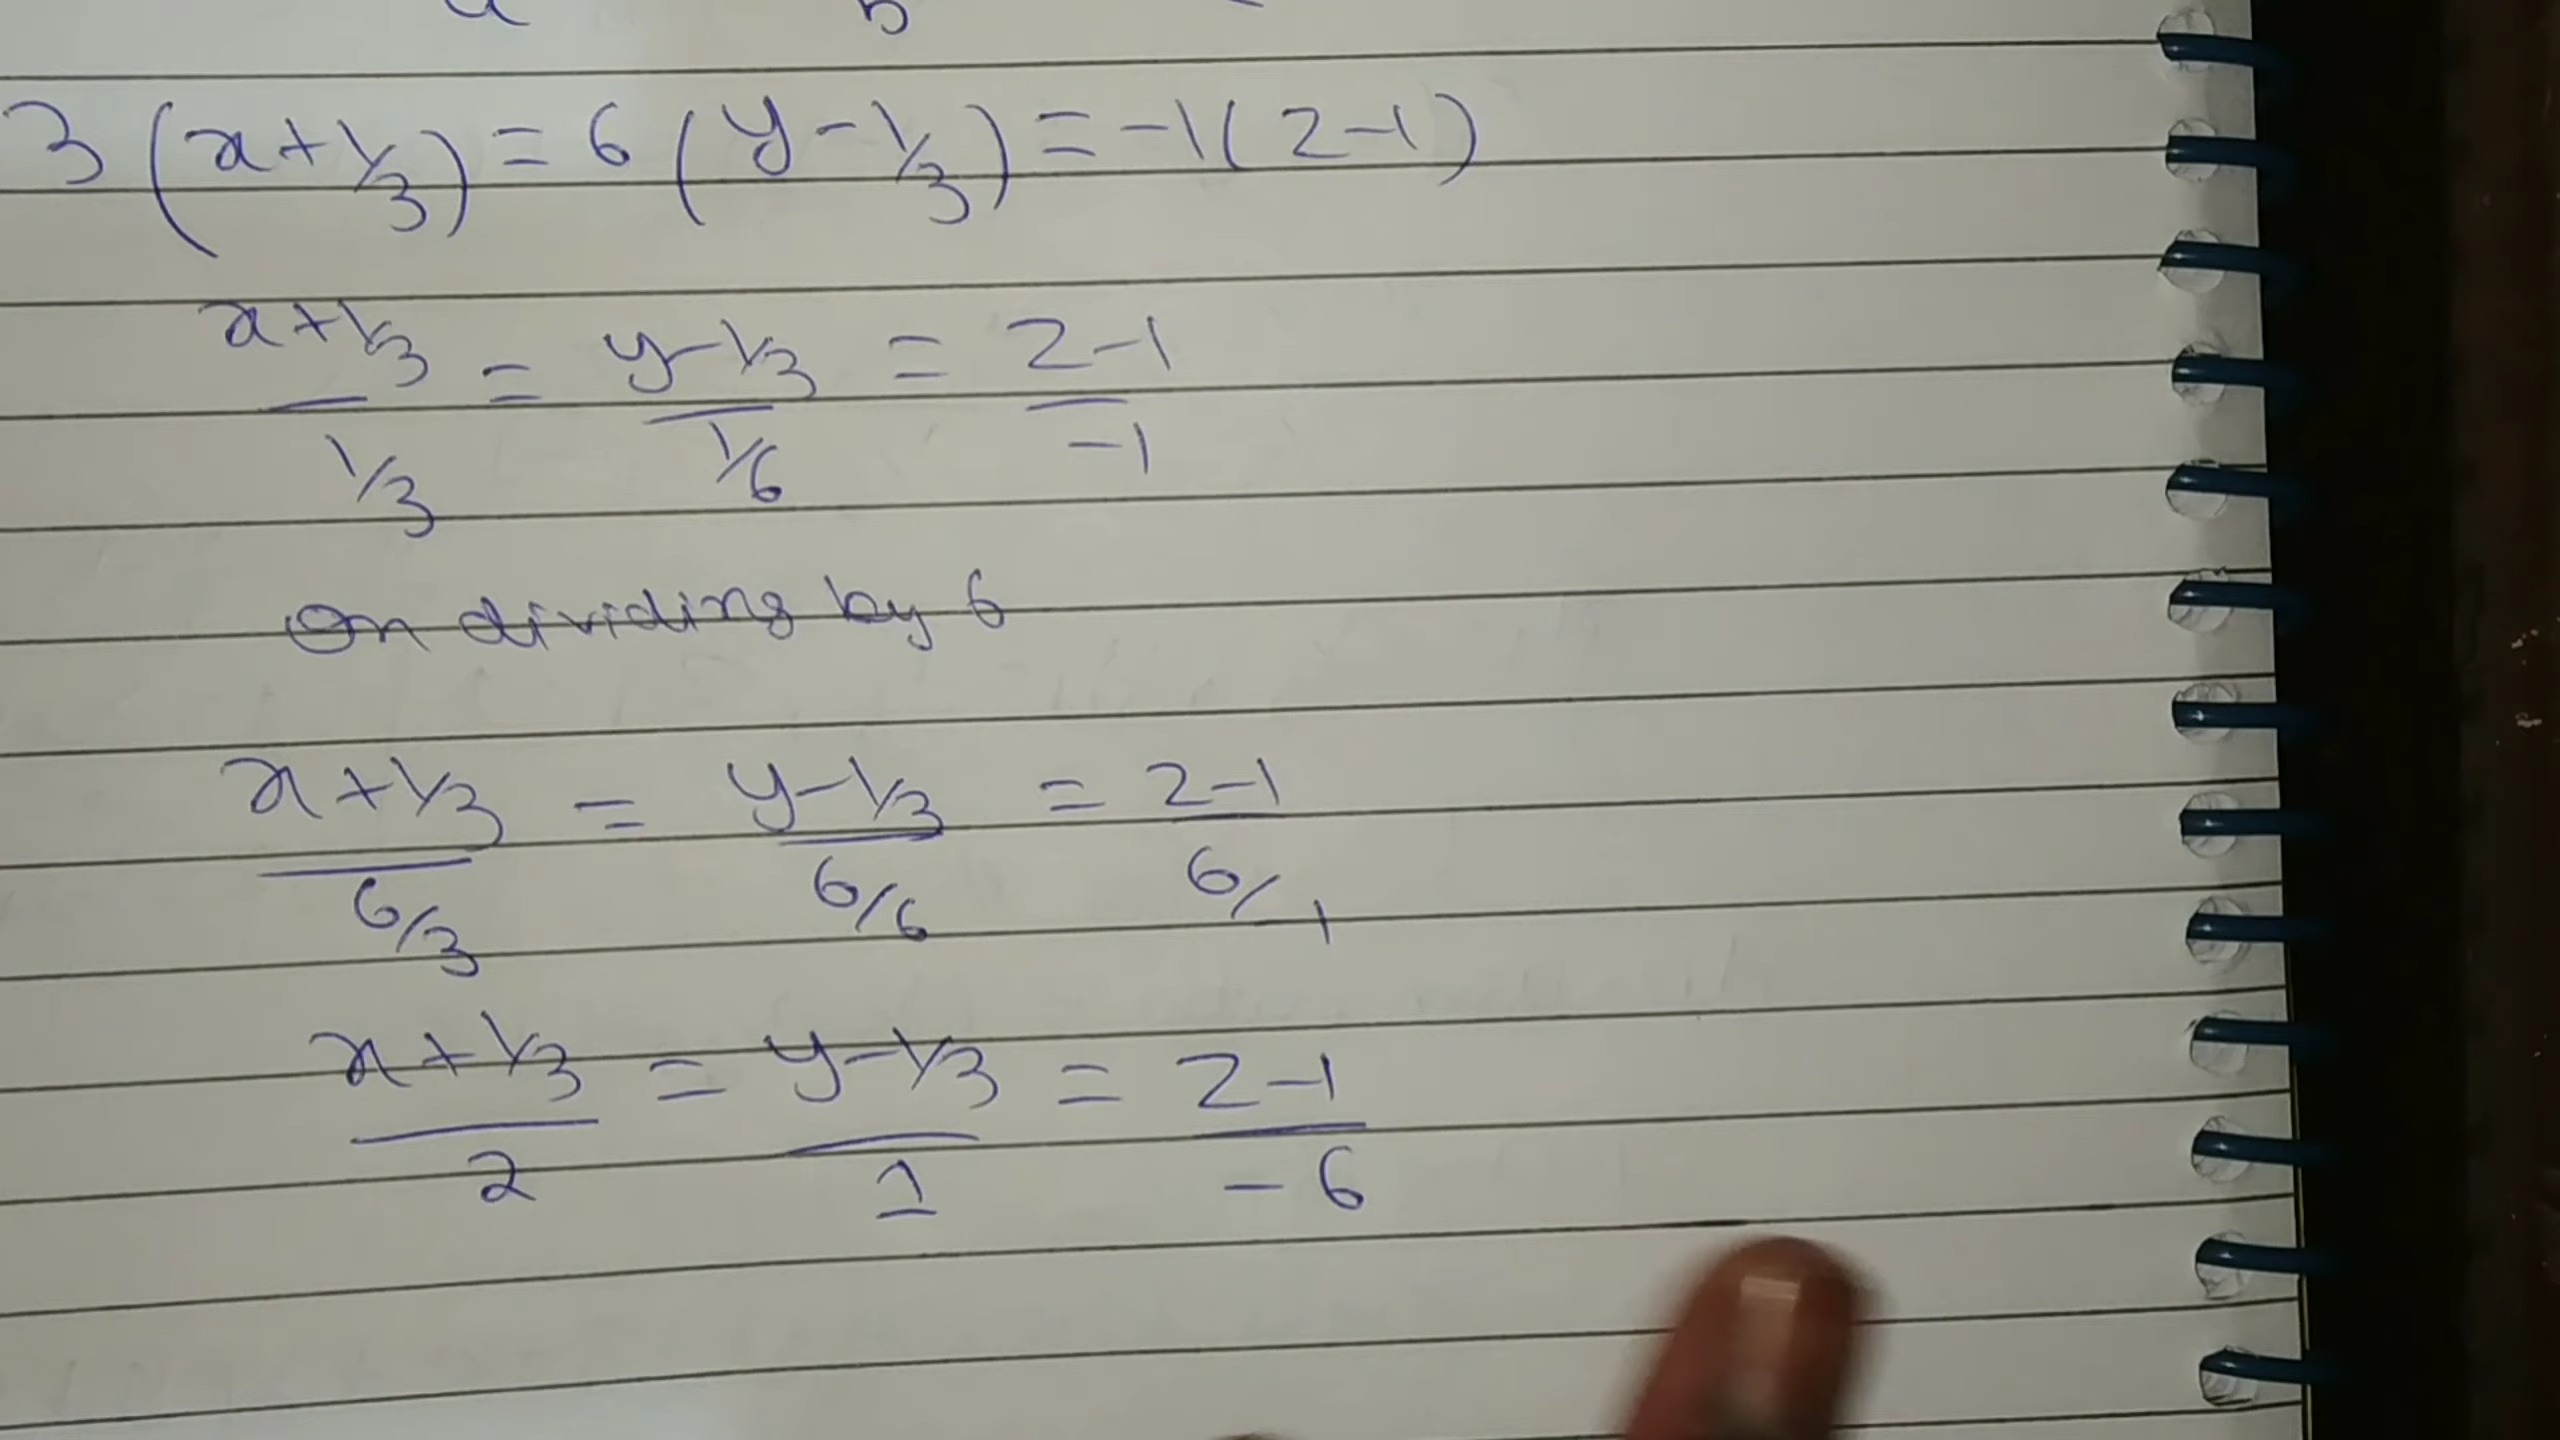 a b
3 (x + 1/3) = 6 (y - 1/3) = -1 (z - 1)
x + 1/3 = y - 1/3 = z - 1
1/3 1/6 -1
On dividing by 6
x + 1/3 = y - 1/3 = z - 1
6/3 6/6 6/-1
x + 1/3 = y - 1/3 = z - 1
2 1 -6